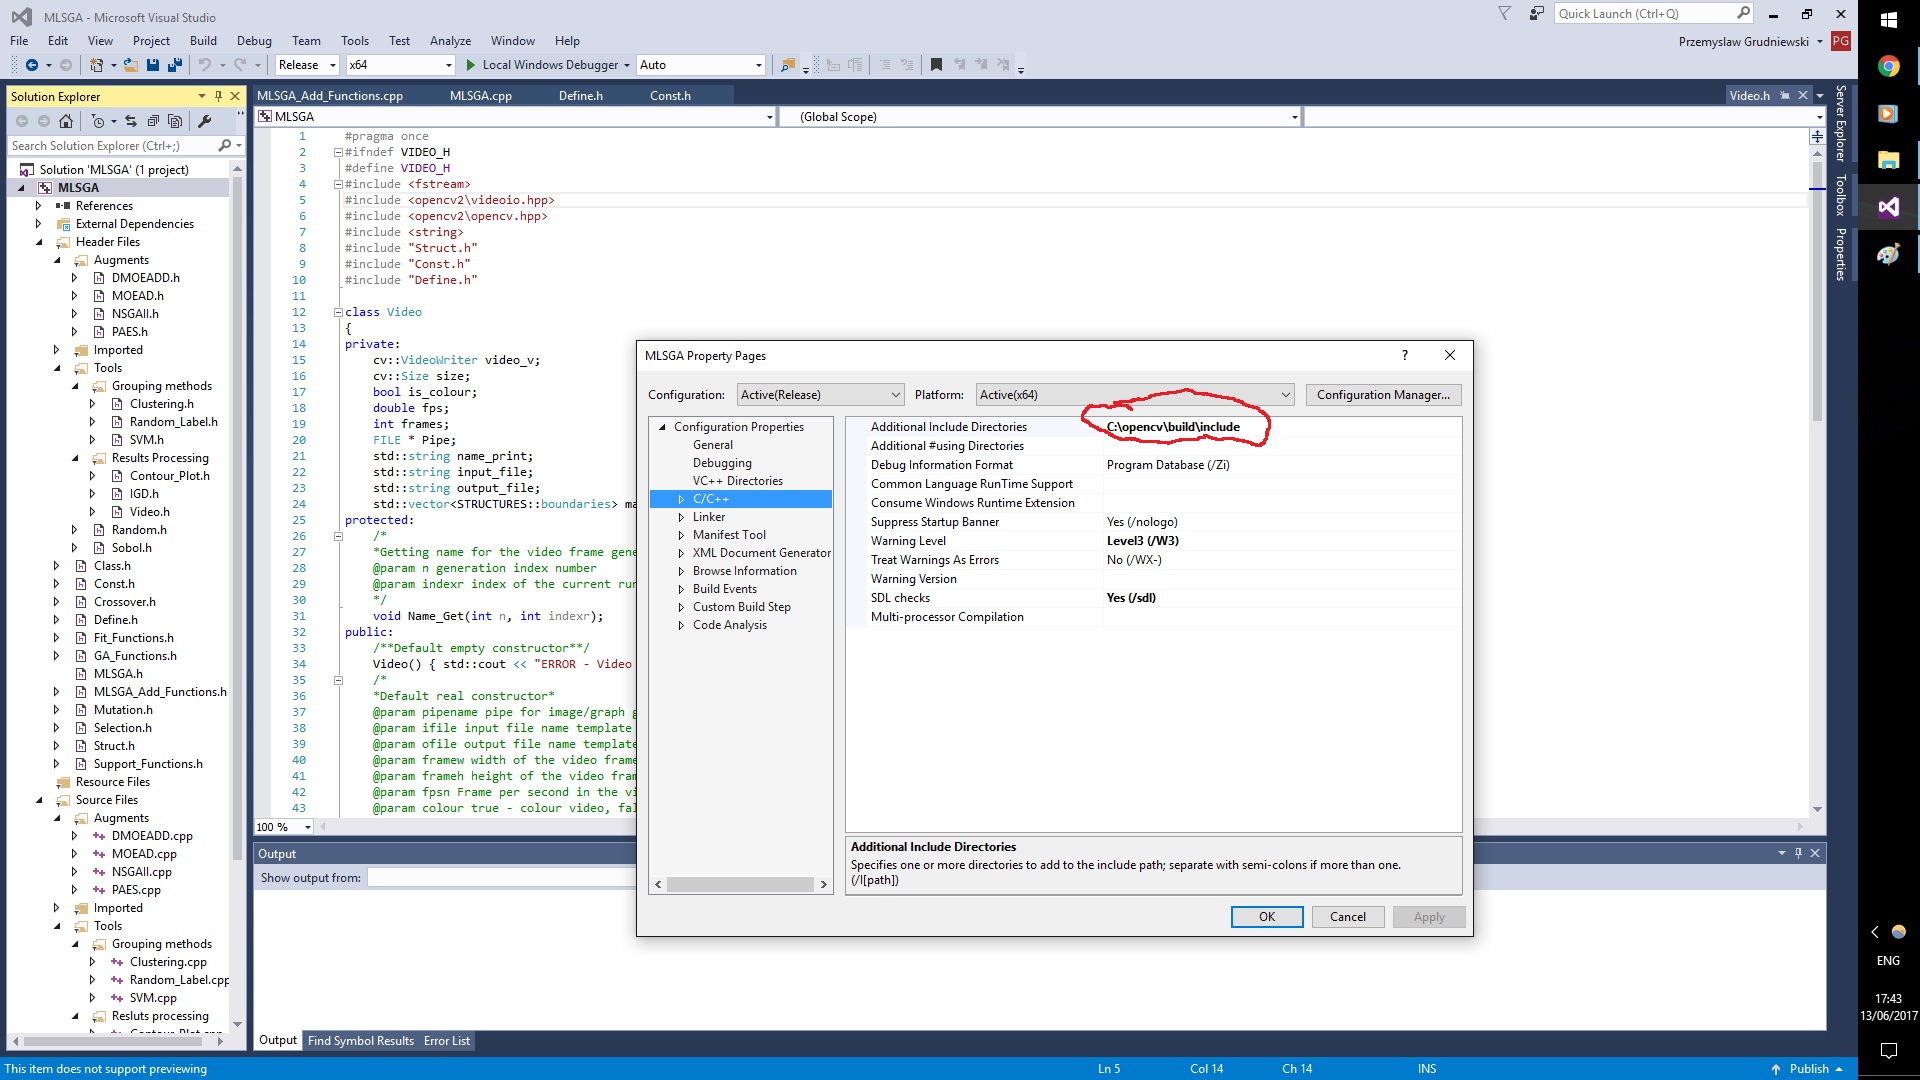 MLSGA - Microsoft Visual Studio
Quick Launch (Ctrl+Q)
File Edit View Project Build Debug Team Tools Test Analyze Window Help
Przemyslaw Grudniewski PG
Release x64 Local Windows Debugger Auto
Solution Explorer
Search Solution Explorer (Ctrl+;)
Solution 'MLSGA' (1 project)
MLSGA
References
External Dependencies
Header Files
Augments
DMOEADD.h
MOEAD.h
NSGAII.h
PAES.h
Imported
Tools
Grouping methods
Clustering.h
Random_Label.h
SVM.h
Results Processing
Contour_Plot.h
IGD.h
Video.h
Random.h
Sobol.h
Class.h
Const.h
Crossover.h
Define.h
Fit_Functions.h
GA_Functions.h
MLSGA.h
MLSGA_Add_Functions.h
Mutation.h
Selection.h
Struct.h
Support_Functions.h
Resource Files
Source Files
Augments
DMOEADD.cpp
MOEAD.cpp
NSGAII.cpp
PAES.cpp
Imported
Tools
Grouping methods
Clustering.cpp
Random_Label.cpp
SVM.cpp
Resluts processing
MLSGA_Add_Functions.cpp MLSGA.cpp Define.h Const.h Video.h
MLSGA (Global Scope)
1 #pragma once
2 #ifndef VIDEO_H
3 #define VIDEO_H
4 #include <fstream>
5 #include <opencv2\videoio.hpp>
6 #include <opencv2\opencv.hpp>
7 #include <string>
8 #include "Struct.h"
9 #include "Const.h"
10 #include "Define.h"
11
12 class Video
13 {
14 private:
15 cv::VideoWriter video_v;
16 cv::Size size;
17 bool is_colour;
18 double fps;
19 int frames;
20 FILE * Pipe;
21 std::string name_print;
22 std::string input_file;
23 std::string output_file;
24 std::vector<STRUCTURES::boundaries> ma
25 protected:
26 /*
27 *Getting name for the video frame gene
28 @param n generation index number
29 @param indexr index of the current run
30 */
31 void Name_Get(int n, int indexr);
32 public:
33 /**Default empty constructor**/
34 Video() { std::cout << "ERROR - Video
35 /*
36 *Default real constructor*
37 @param pipename pipe for image/graph g
38 @param ifile input file name template
39 @param ofile output file name template
40 @param framew width of the video frame
41 @param frameh height of the video fram
42 @param fpsn Frame per second in the vi
43 @param colour true - colour video, fal
100 %
Output
Show output from:
Output Find Symbol Results Error List
MLSGA Property Pages
?
Configuration: Active(Release) Platform: Active(x64) Configuration Manager...
Configuration Properties
General
Debugging
VC++ Directories
C/C++
Linker
Manifest Tool
XML Document Generator
Browse Information
Build Events
Custom Build Step
Code Analysis
Additional Include Directories C:\opencv\build\include
Additional #using Directories
Debug Information Format Program Database (/Zi)
Common Language RunTime Support
Consume Windows Runtime Extension
Suppress Startup Banner Yes (/nologo)
Warning Level Level3 (/W3)
Treat Warnings As Errors No (/WX-)
Warning Version
SDL checks Yes (/sdl)
Multi-processor Compilation
Additional Include Directories
Specifies one or more directories to add to the include path; separate with semi-colons if more than one.
(/I[path])
OK Cancel Apply
Server Explorer
Toolbox
Properties
ENG
17:43
13/06/2017
This item does not support previewing Ln 5 Col 14 Ch 14 INS Publish